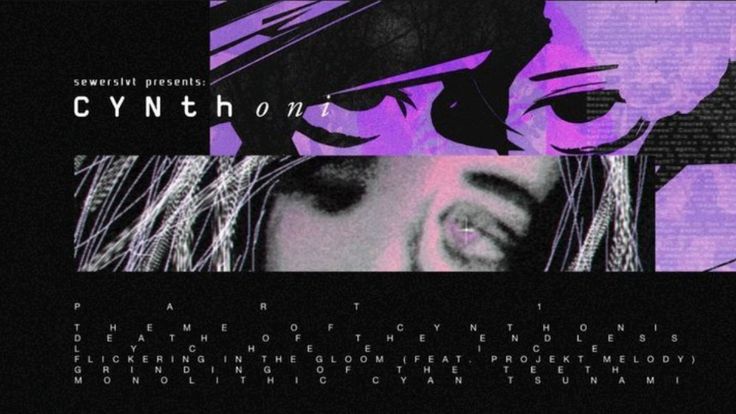 sewerslvt presents:
CYNthoni
PART 1
THEME OF CYNTHONI
DEATH OF THE ENDLESS
LYCHEE ICE
FLICKERING IN THE GLOOM (FEAT. PROJEKT MELODY)
GRINDING OF THE TEETH
MONOLITHIC CYAN TSUNAMI